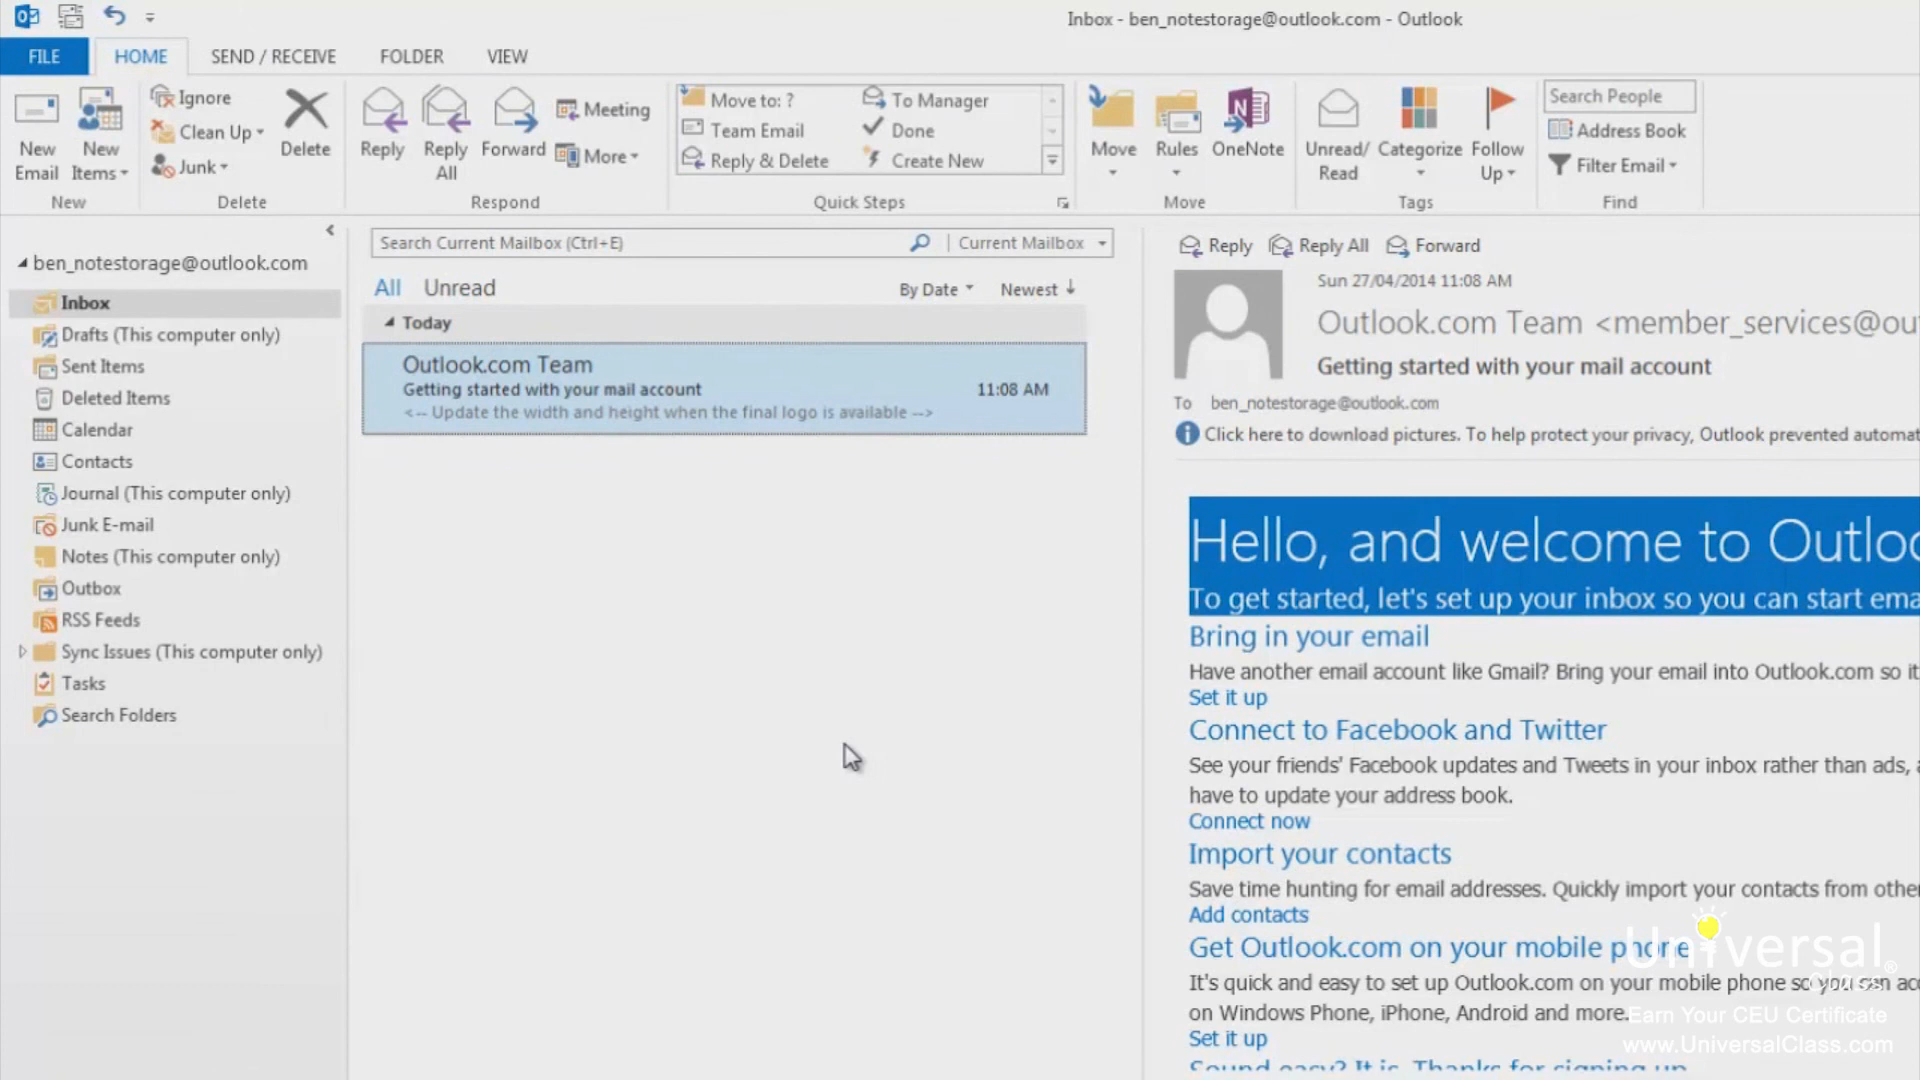 Inbox - ben_notestorage@outlook.com - Outlook
FILE
HOME
SEND / RECEIVE
FOLDER
VIEW
New Email
New Items
New
Ignore
Clean Up
Junk
Delete
Delete
Reply
Reply All
Forward
Meeting
More
Respond
Move to: ?
Team Email
Reply & Delete
To Manager
Done
Create New
Quick Steps
Move
Rules
OneNote
Move
Unread/ Read
Categorize
Follow Up
Tags
Search People
Address Book
Filter Email
Find
ben_notestorage@outlook.com
Inbox
Drafts (This computer only)
Sent Items
Deleted Items
Calendar
Contacts
Journal (This computer only)
Junk E-mail
Notes (This computer only)
Outbox
RSS Feeds
Sync Issues (This computer only)
Tasks
Search Folders
Search Current Mailbox (Ctrl+E)
Current Mailbox
All Unread
By Date Newest
Today
Outlook.com Team
Getting started with your mail account 11:08 AM
<-- Update the width and height when the final logo is available -->
Reply Reply All Forward
Sun 27/04/2014 11:08 AM
Outlook.com Team <member_services@ou
Getting started with your mail account
To ben_notestorage@outlook.com
Click here to download pictures. To help protect your privacy, Outlook prevented automat
Hello, and welcome to Outlo
To get started, let's set up your inbox so you can start ema
Bring in your email
Have another email account like Gmail? Bring your email into Outlook.com so it
Set it up
Connect to Facebook and Twitter
See your friends' Facebook updates and Tweets in your inbox rather than ads,
have to update your address book.
Connect now
Import your contacts
Save time hunting for email addresses. Quickly import your contacts from other
Add contacts
Get Outlook.com on your mobile phone
It's quick and easy to set up Outlook.com on your mobile phone so you can acc
on Windows Phone, iPhone, Android and more.
Set it up
Sound easy? It is. Thanks for signing up
Universal
Class®
Earn Your CEU Certificate
www.UniversalClass.com